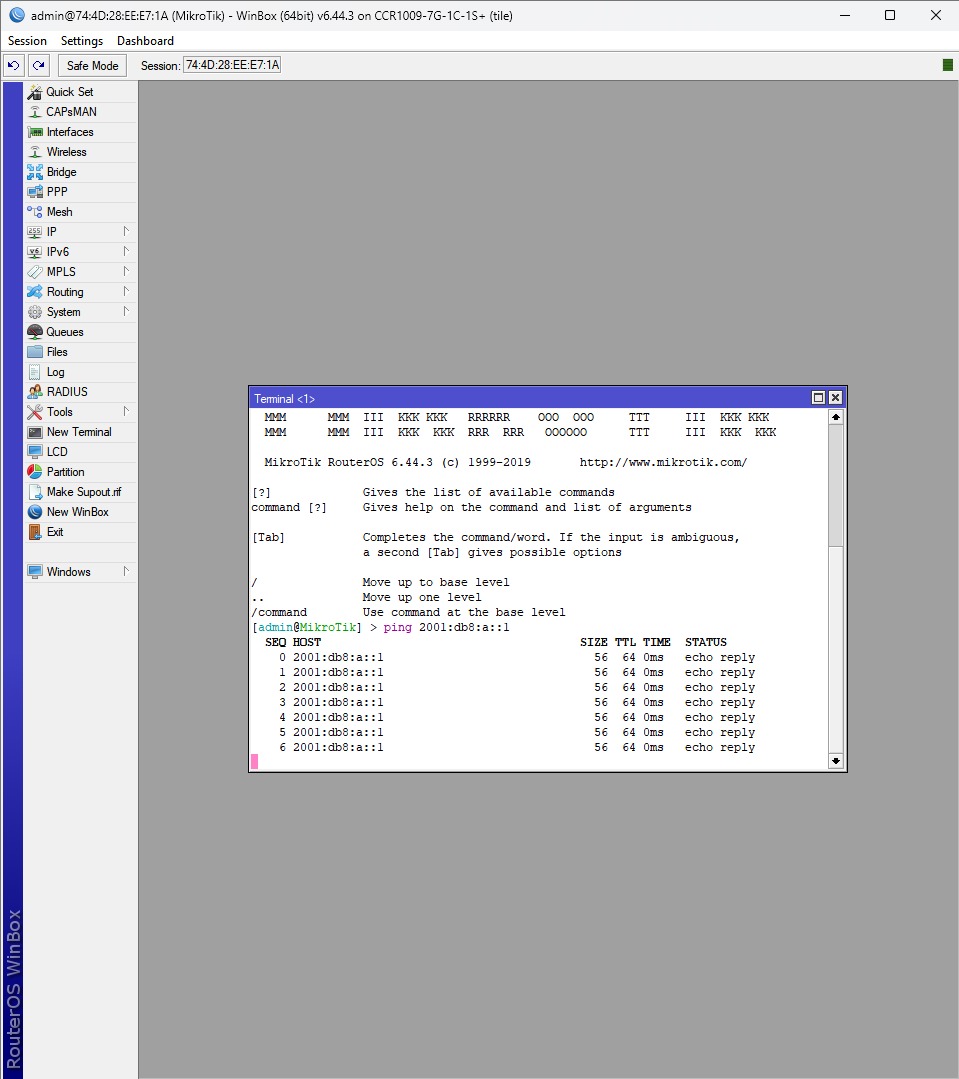 admin@74:4D:28:EE:E7:1A (MikroTik) - WinBox (64bit) v6.44.3 on CCR1009-7G-1C-1S+ (tile)
Session Settings Dashboard
Safe Mode Session: 74:4D:28:EE:E7:1A
Quick Set
CAPsMAN
Interfaces
Wireless
Bridge
PPP
Mesh
IP
IPv6
MPLS
Routing
System
Queues
Files
Log
RADIUS
Tools
New Terminal
LCD
Partition
Make Supout.rif
New WinBox
Exit
Windows
RouterOS WinBox
Terminal <1>
MMM MMM III KKK KKK RRRRRR OOO OOO TTT III KKK KKK
MMM MMM III KKK KKK RRR RRR OOOOOO TTT III KKK KKK
MikroTik RouterOS 6.44.3 (c) 1999-2019 http://www.mikrotik.com/
[?] Gives the list of available commands
command [?] Gives help on the command and list of arguments
[Tab] Completes the command/word. If the input is ambiguous,
a second [Tab] gives possible options
/ Move up to base level
.. Move up one level
/command Use command at the base level
[admin@MikroTik] > ping 2001:db8:a::1
SEQ HOST SIZE TTL TIME STATUS
0 2001:db8:a::1 56 64 0ms echo reply
1 2001:db8:a::1 56 64 0ms echo reply
2 2001:db8:a::1 56 64 0ms echo reply
3 2001:db8:a::1 56 64 0ms echo reply
4 2001:db8:a::1 56 64 0ms echo reply
5 2001:db8:a::1 56 64 0ms echo reply
6 2001:db8:a::1 56 64 0ms echo reply